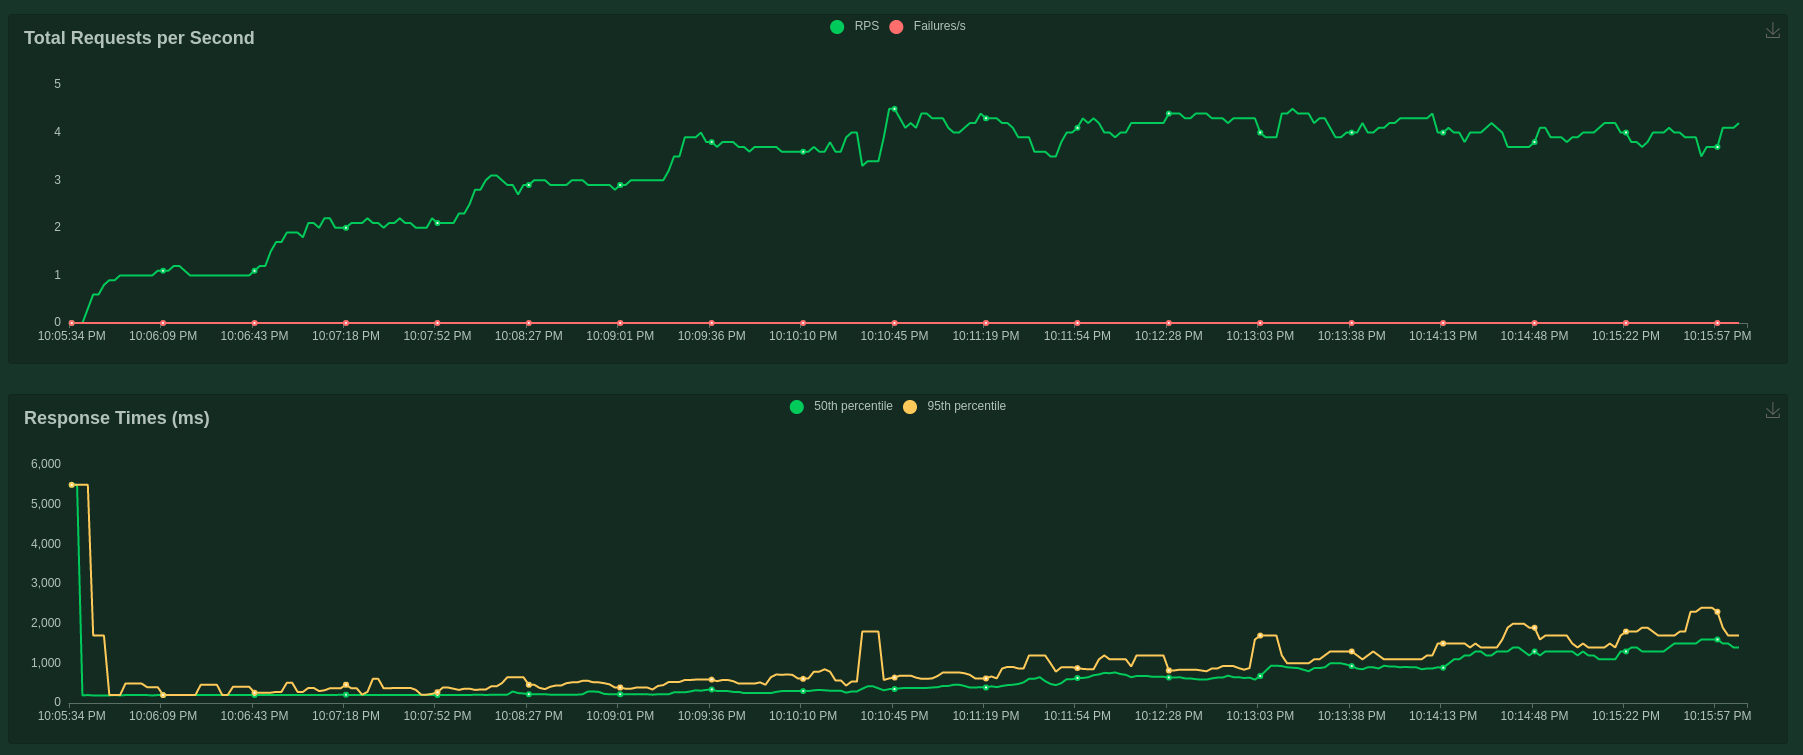 RPS Failures/s
Total Requests per Second
5
4
3
2
1
0
10:05:34 PM 10:06:09 PM 10:06:43 PM 10:07:18 PM 10:07:52 PM 10:08:27 PM 10:09:01 PM 10:09:36 PM 10:10:10 PM 10:10:45 PM 10:11:19 PM 10:11:54 PM 10:12:28 PM 10:13:03 PM 10:13:38 PM 10:14:13 PM 10:14:48 PM 10:15:22 PM 10:15:57 PM
50th percentile 95th percentile
Response Times (ms)
6,000
5,000
4,000
3,000
2,000
1,000
0
10:05:34 PM 10:06:09 PM 10:06:43 PM 10:07:18 PM 10:07:52 PM 10:08:27 PM 10:09:01 PM 10:09:36 PM 10:10:10 PM 10:10:45 PM 10:11:19 PM 10:11:54 PM 10:12:28 PM 10:13:03 PM 10:13:38 PM 10:14:13 PM 10:14:48 PM 10:15:22 PM 10:15:57 PM